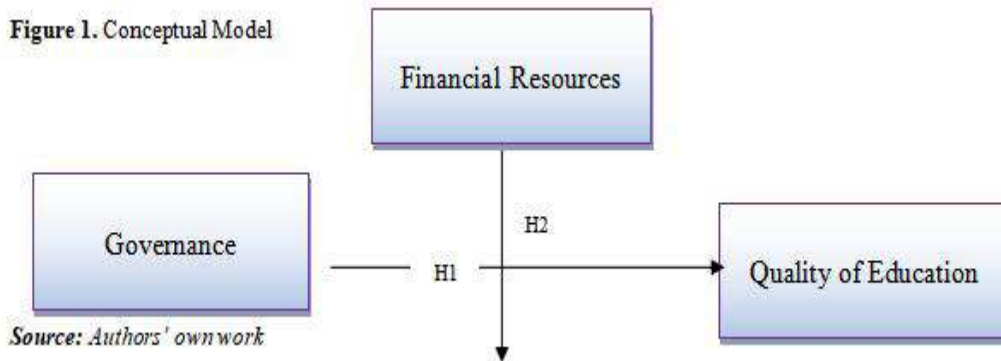 Figure 1. Conceptual Model
Financial Resources
Governance
H2
H1
Quality of Education
Source: Authors' own work